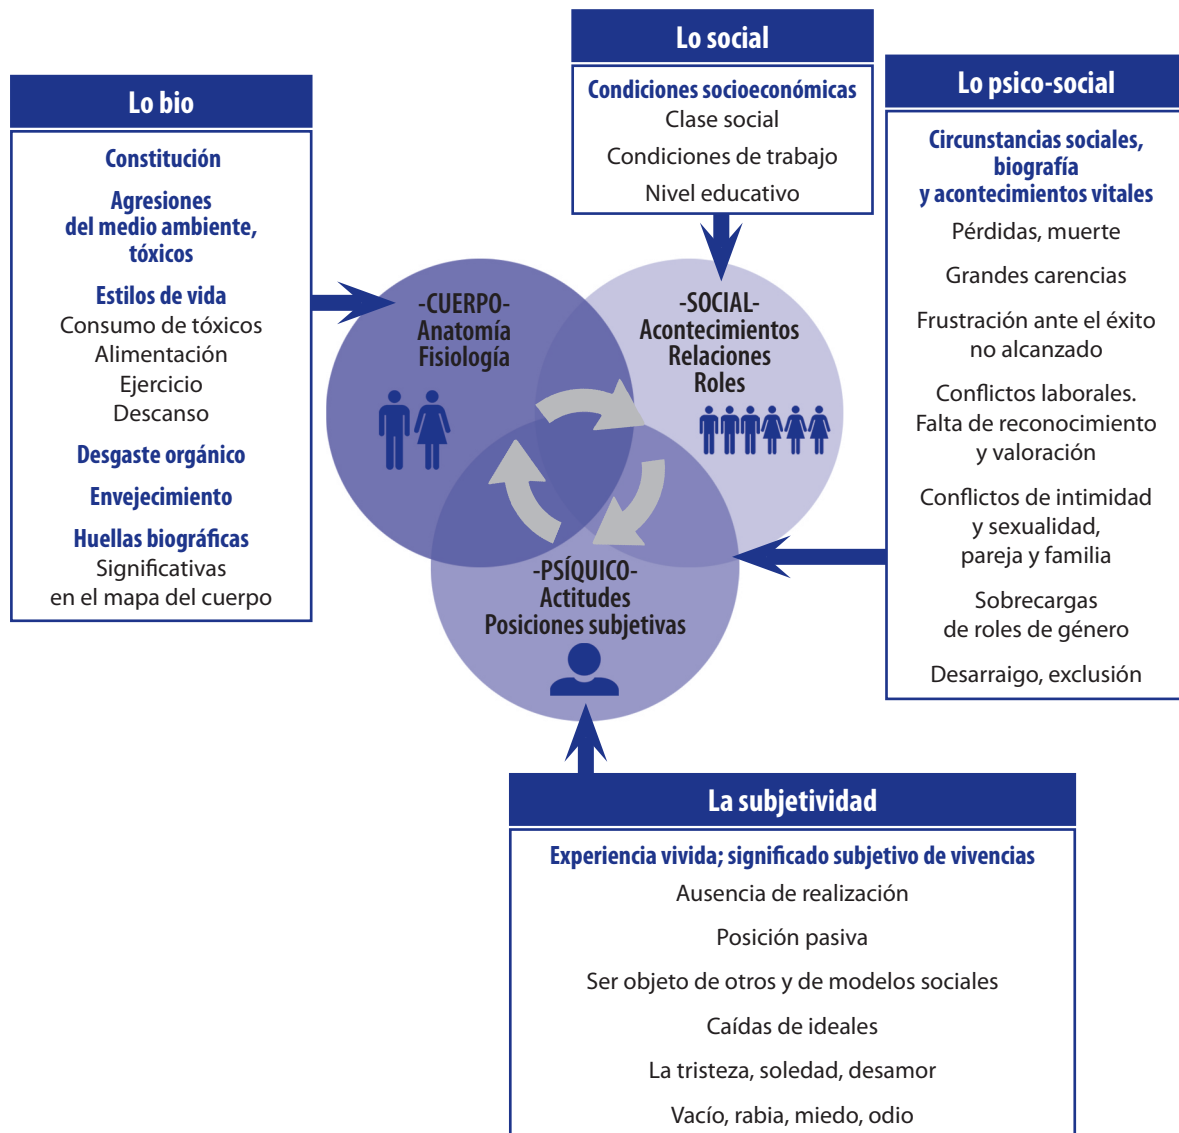 Lo bio
Constitución
Agresiones
del medio ambiente,
tóxicos
Estilos de vida
Consumo de tóxicos
Alimentación
Ejercicio
Descanso
Desgaste orgánico
Envejecimiento
Huellas biográficas
Significativas
en el mapa del cuerpo
Lo social
Condiciones socioeconómicas
Clase social
Condiciones de trabajo
Nivel educativo
Lo psico-social
Circunstancias sociales,
biografía
y acontecimientos vitales
Pérdidas, muerte
Grandes carencias
Frustración ante el éxito
no alcanzado
Conflictos laborales.
Falta de reconocimiento
y valoración
Conflictos de intimidad
y sexualidad,
pareja y familia
Sobrecargas
de roles de género
Desarraigo, exclusión
-CUERPO-
Anatomía
Fisiología
-SOCIAL-
Acontecimientos
Relaciones
Roles
-PSÍQUICO-
Actitudes
Posiciones subjetivas
La subjetividad
Experiencia vivida; significado subjetivo de vivencias
Ausencia de realización
Posición pasiva
Ser objeto de otros y de modelos sociales
Caídas de ideales
La tristeza, soledad, desamor
Vacío, rabia, miedo, odio